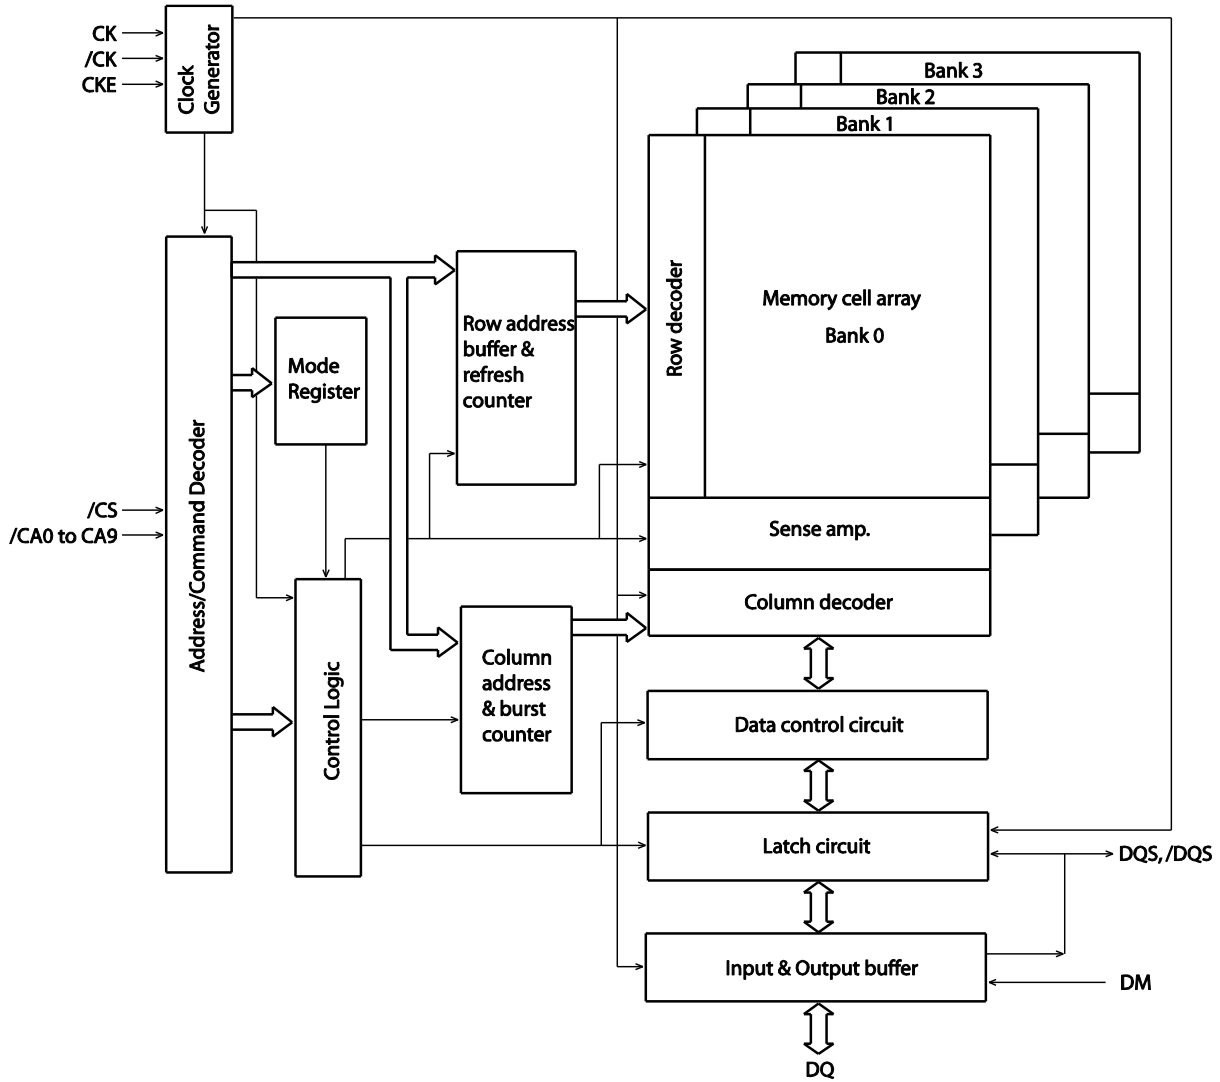 CK
/CK
CKE
Clock
Generator
Bank 3
Bank 2
Bank 1
Row decoder
Memory cell array
Bank 0
Row address
buffer &
refresh
counter
Mode
Register
Address/Command Decoder
/CS
/CA0 to CA9
Sense amp.
Column decoder
Control Logic
Column
address
& burst
counter
Data control circuit
Latch circuit
DQS, /DQS
Input & Output buffer
DM
DQ